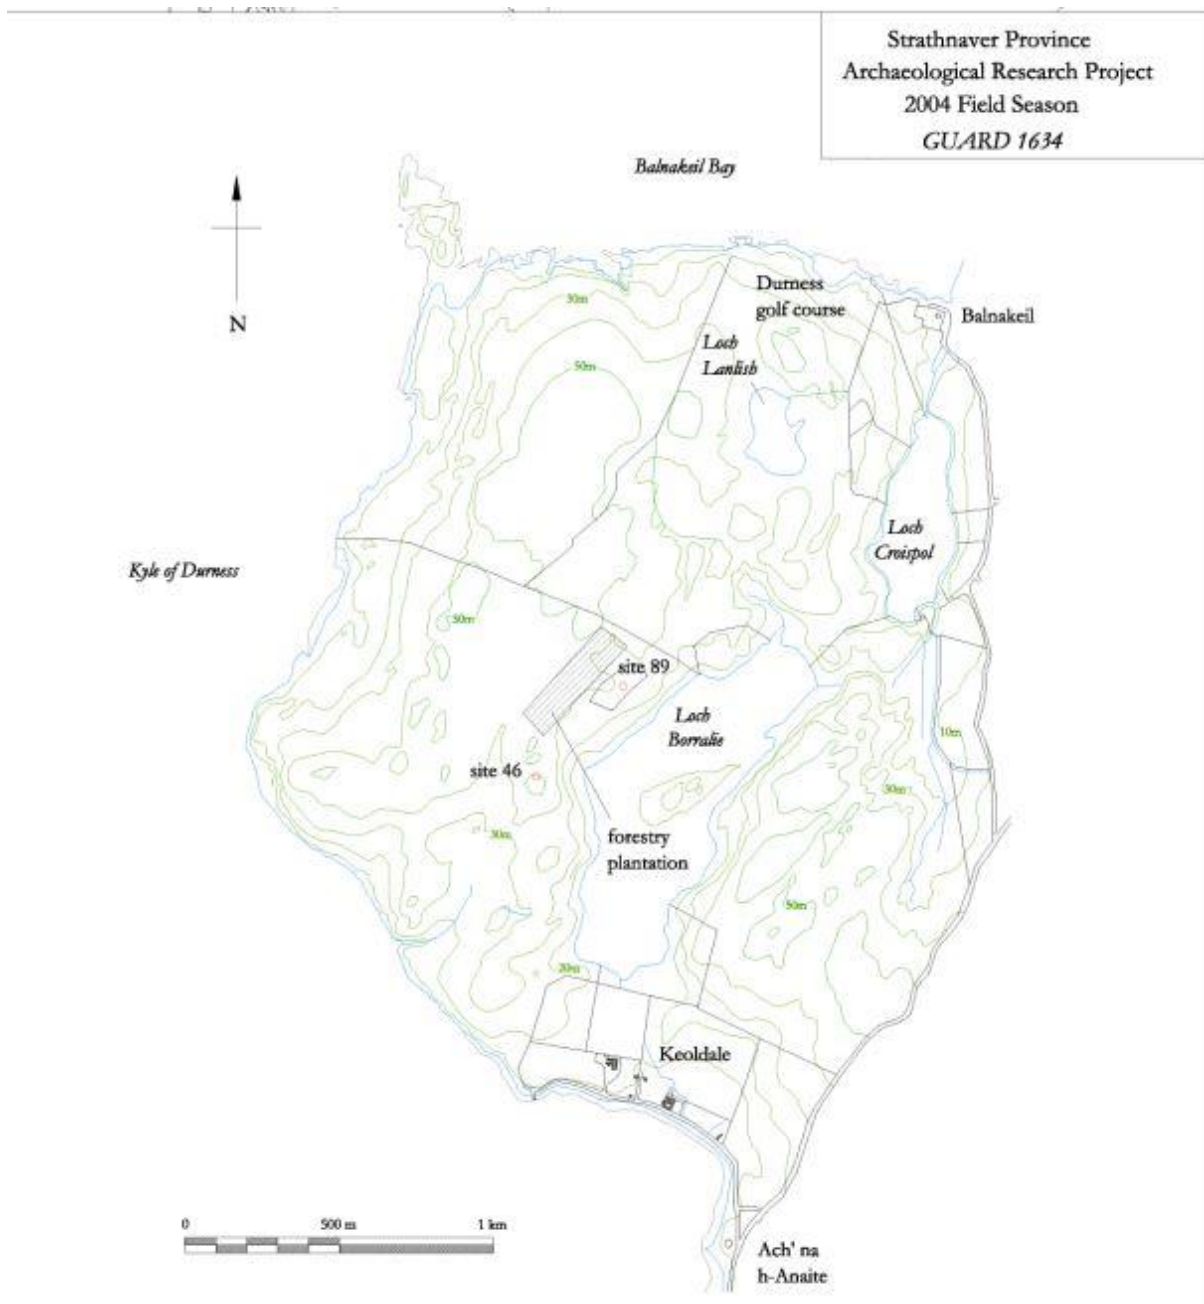 Strathnaver Province
Archaeological Research Project
2004 Field Season
GUARD 1634
Balnakeil Bay
N
Durness
golf course
30m
Balnakeil
Loch
Lanlish
50m
Loch
Croispol
Kyle of Durness
50m
site 89
Loch
Borralie
10m
site 46
30m
30m
forestry
plantation
50m
30m
Keoldale
0 500 m 1 km
Ach' na
h-Anaite